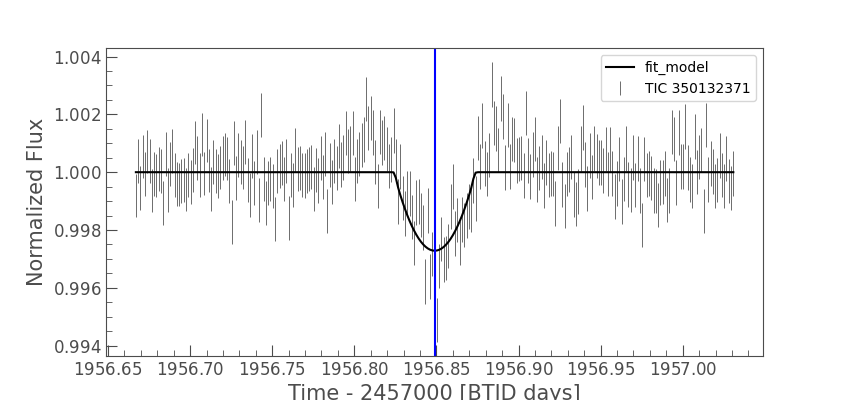 1.004
1.002
1.000
0.998
0.996
0.994
Normalized Flux
fit_model
TIC 350132371
1956.65 1956.70 1956.75 1956.80 1956.85 1956.90 1956.95 1957.00
Time - 2457000 [BTJD days]